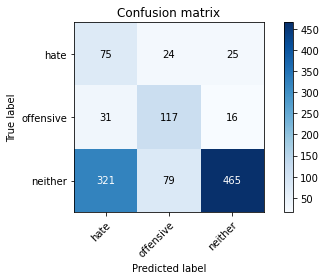 Confusion matrix
hate 75 24 25
offensive 31 117 16
neither 321 79 465
hate offensive neither
True label
Predicted label
450
400
350
300
250
200
150
100
50